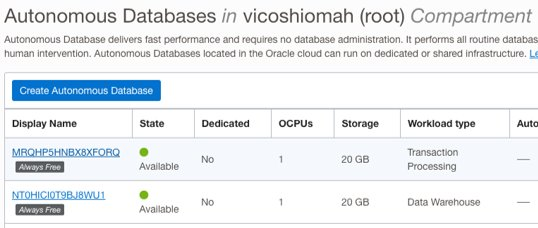 Autonomous Databases in vicoshiomah (root) Compartment
Autonomous Database delivers fast performance and requires no database administration. It performs all routine databas
human intervention. Autonomous Databases located in the Oracle cloud can run on dedicated or shared infrastructure. Le
Create Autonomous Database
Display Name State Dedicated OCPUs Storage Workload type Auto
MRQHP5HNBX8XFORQ Available No 1 20 GB Transaction Processing —
Always Free
NT0HICI0T9BJ8WU1 Available No 1 20 GB Data Warehouse —
Always Free